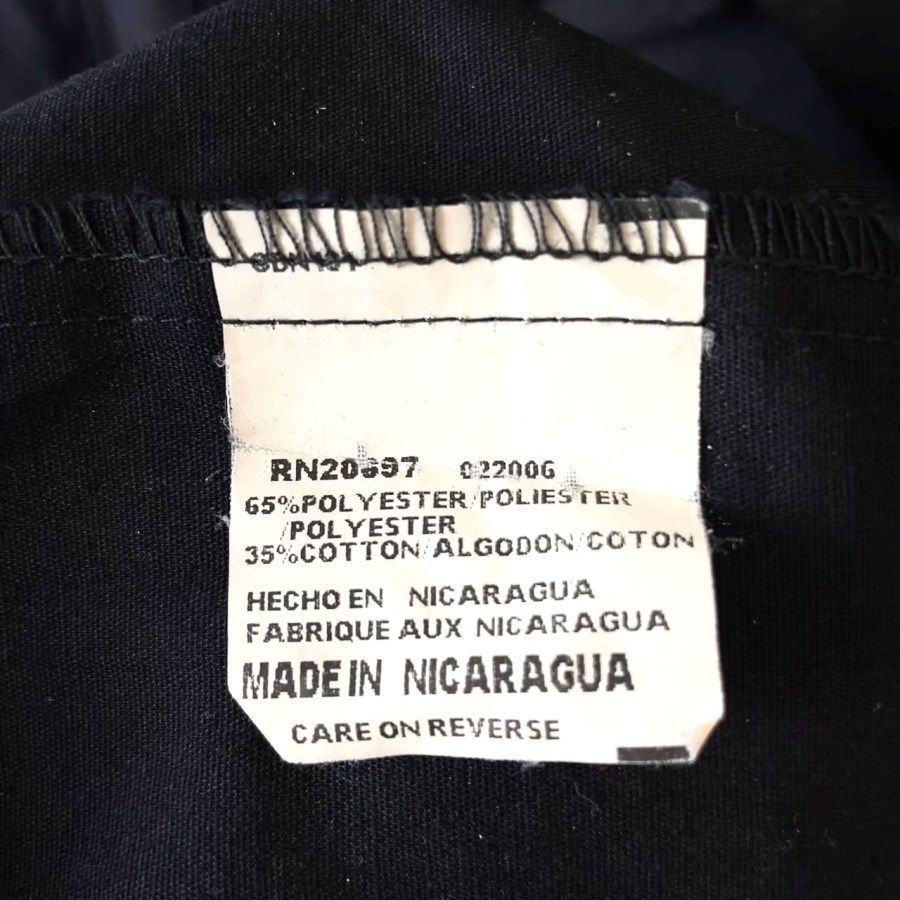 RN20697 022006
65%POLYESTER/POLIESTER
/POLYESTER
35%COTTON/ALGODON/COTON
HECHO EN NICARAGUA
FABRIQUE AUX NICARAGUA
MADE IN NICARAGUA
CARE ON REVERSE